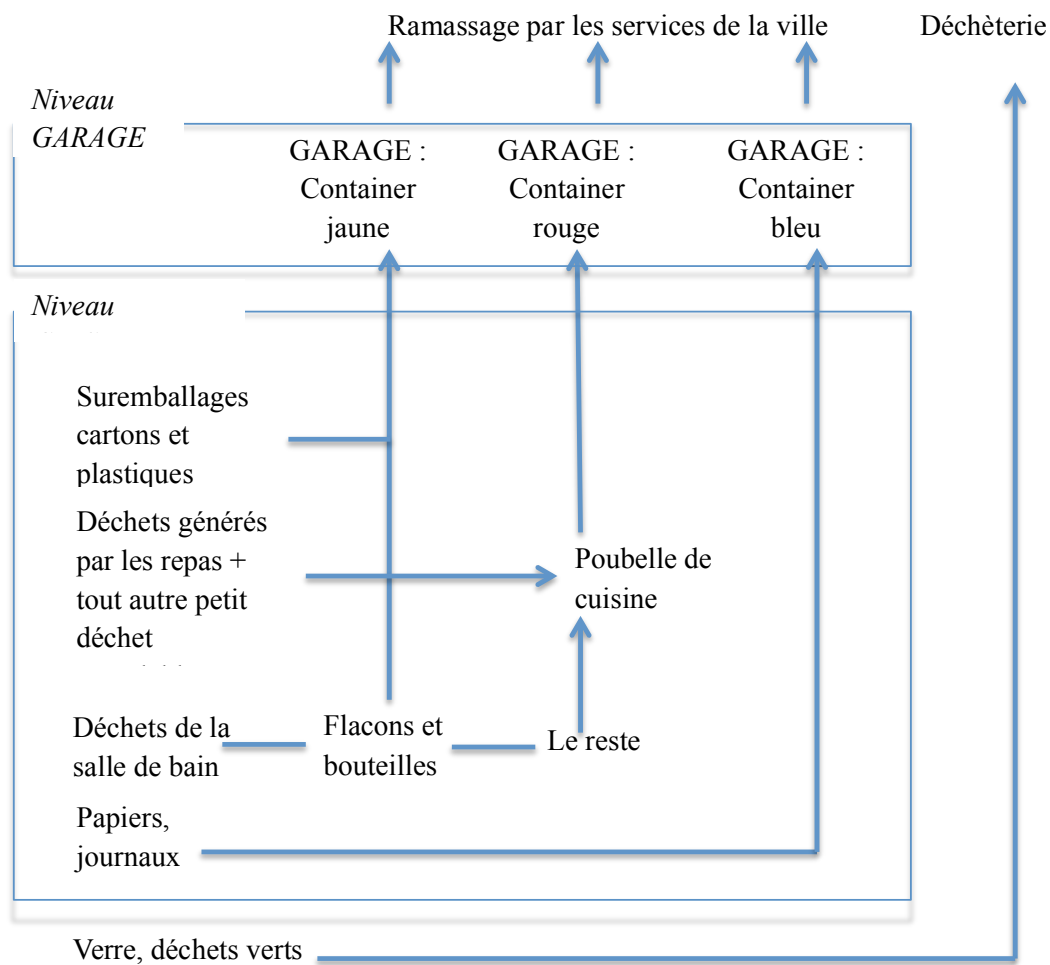 Ramassage par les services de la ville
Déchèterie
Niveau
GARAGE
GARAGE :
Container
jaune
GARAGE :
Container
rouge
GARAGE :
Container
bleu
Niveau
Suremballages
cartons et
plastiques
Déchets générés
par les repas +
tout autre petit
déchet
Poubelle de
cuisine
Déchets de la
salle de bain
Flacons et
bouteilles
Le reste
Papiers,
journaux
Verre, déchets verts